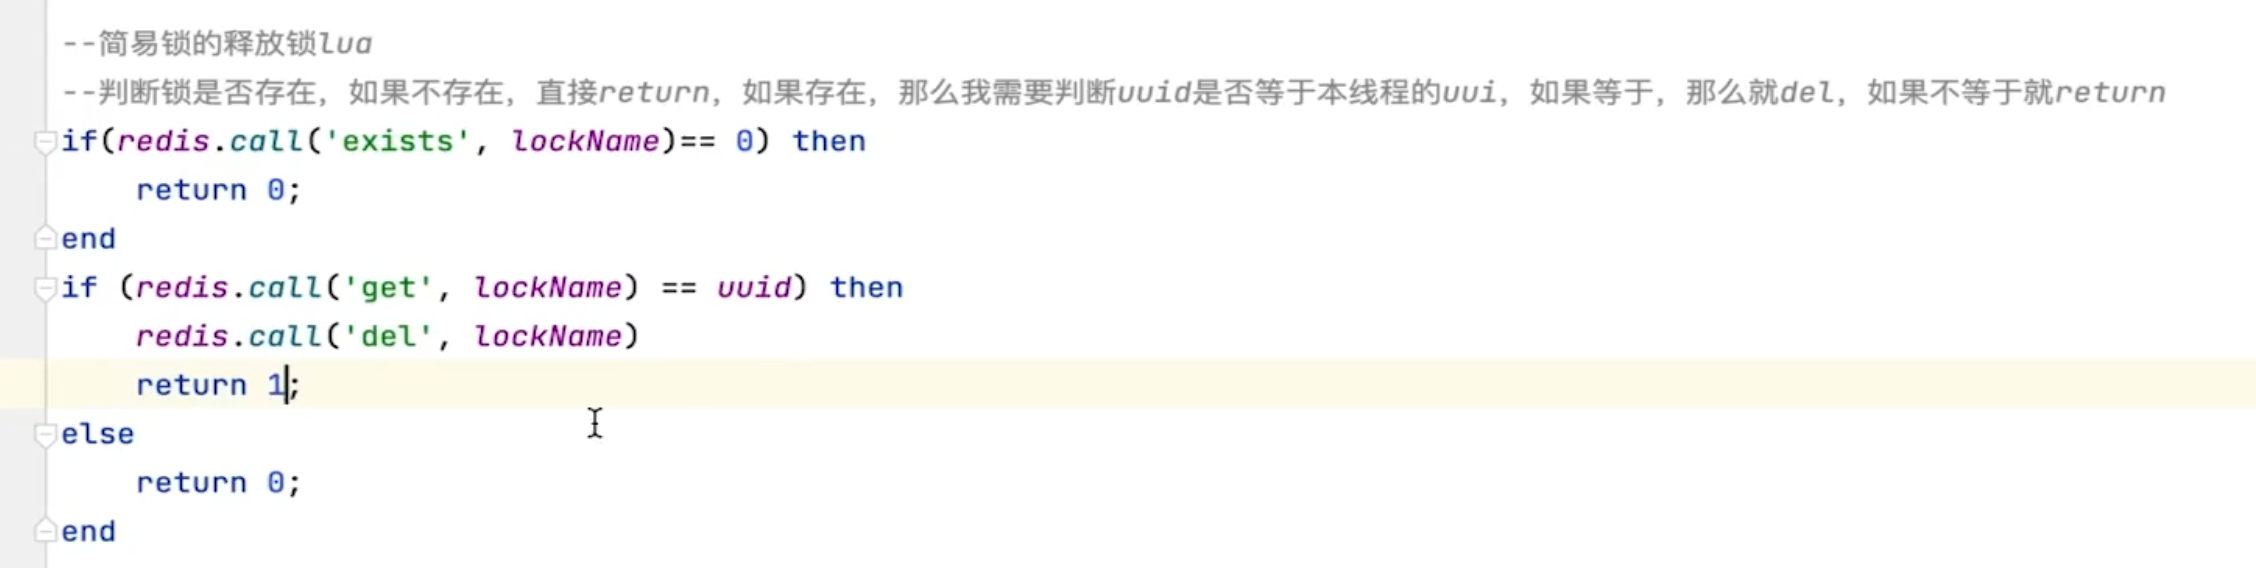 --简易锁的释放锁lua
--判断锁是否存在，如果不存在，直接return，如果存在，那么我需要判断uuid是否等于本线程的uui，如果等于，那么就del，如果不等于就return
if(redis.call('exists', lockName)== 0) then
    return 0;
end
if (redis.call('get', lockName) == uuid) then
    redis.call('del', lockName)
    return 1;
else
    return 0;
end